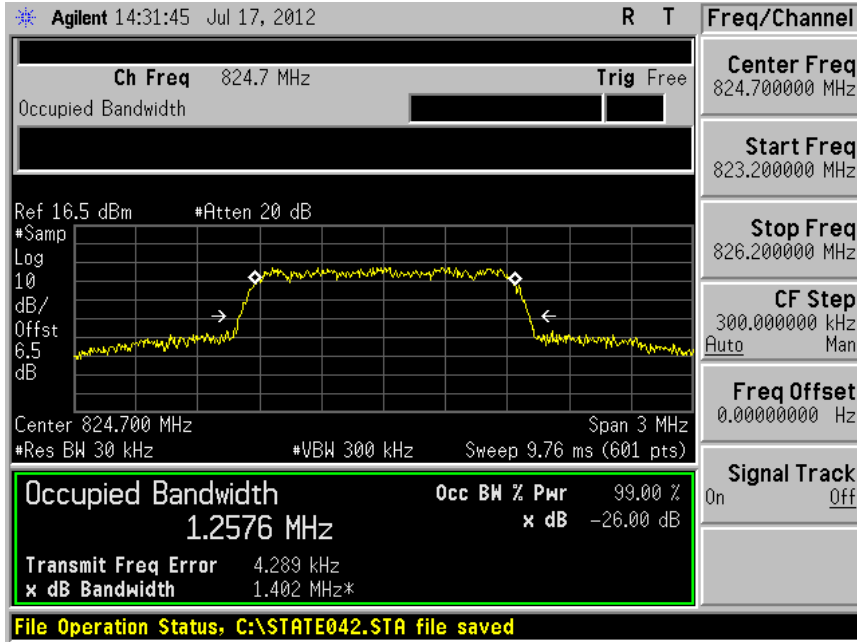 Agilent 14:31:45 Jul 17, 2012 R T Freq/Channel
Ch Freq 824.7 MHz Trig Free
Occupied Bandwidth
Center Freq
824.700000 MHz
Start Freq
823.200000 MHz
Stop Freq
826.200000 MHz
CF Step
300.000000 kHz
Auto Man
Freq Offset
0.00000000 Hz
Signal Track
On Off
Ref 16.5 dBm #Atten 20 dB
#Samp
Log
10
dB/
Offst
6.5
dB
Center 824.700 MHz Span 3 MHz
#Res BW 30 kHz #VBW 300 kHz Sweep 9.76 ms (601 pts)
Occupied Bandwidth Occ BW % Pwr 99.00 %
1.2576 MHz x dB -26.00 dB
Transmit Freq Error 4.289 kHz
x dB Bandwidth 1.402 MHz*
File Operation Status, C:\STATE042.STA file saved